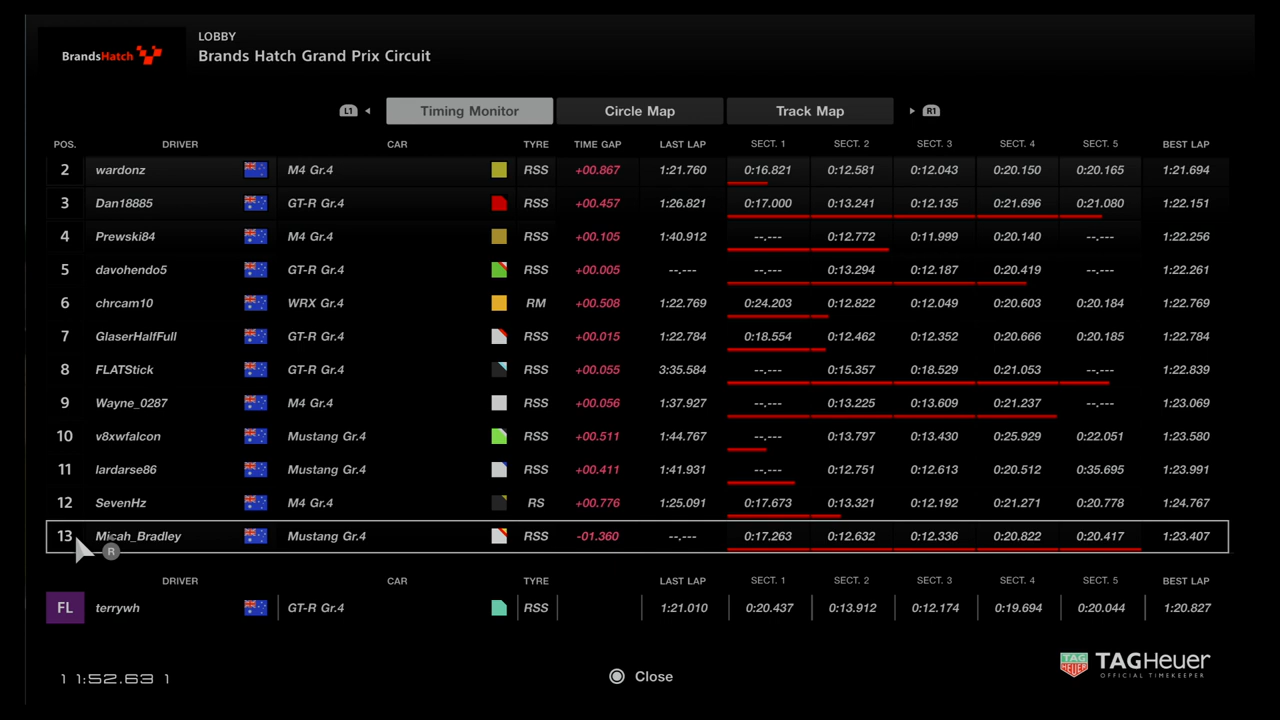 BrandsHatch
LOBBY
Brands Hatch Grand Prix Circuit
L1 Timing Monitor Circle Map Track Map R1
POS. DRIVER CAR TYRE TIME GAP LAST LAP SECT. 1 SECT. 2 SECT. 3 SECT. 4 SECT. 5 BEST LAP
2 wardonz M4 Gr.4 RSS +00.867 1:21.760 0:16.821 0:12.581 0:12.043 0:20.150 0:20.165 1:21.694
3 Dan18885 GT-R Gr.4 RSS +00.457 1:26.821 0:17.000 0:13.241 0:12.135 0:21.696 0:21.080 1:22.151
4 Prewski84 M4 Gr.4 RSS +00.105 1:40.912 --.--- 0:12.772 0:11.999 0:20.140 --.--- 1:22.256
5 davohendo5 GT-R Gr.4 RSS +00.005 --.--- --.--- 0:13.294 0:12.187 0:20.419 --.--- 1:22.261
6 chrcam10 WRX Gr.4 RM +00.508 1:22.769 0:24.203 0:12.822 0:12.049 0:20.603 0:20.184 1:22.769
7 GlaserHalfFull GT-R Gr.4 RSS +00.015 1:22.784 0:18.554 0:12.462 0:12.352 0:20.666 0:20.185 1:22.784
8 FLATStick GT-R Gr.4 RSS +00.055 3:35.584 --.--- 0:15.357 0:18.529 0:21.053 --.--- 1:22.839
9 Wayne_0287 M4 Gr.4 RSS +00.056 1:37.927 --.--- 0:13.225 0:13.609 0:21.237 --.--- 1:23.069
10 v8xwfalcon Mustang Gr.4 RSS +00.511 1:44.767 --.--- 0:13.797 0:13.430 0:25.929 0:22.051 1:23.580
11 lardarse86 Mustang Gr.4 RSS +00.411 1:41.931 --.--- 0:12.751 0:12.613 0:20.512 0:35.695 1:23.991
12 SevenHz M4 Gr.4 RS +00.776 1:25.091 0:17.673 0:13.321 0:12.192 0:21.271 0:20.778 1:24.767
13 Micah_Bradley Mustang Gr.4 RSS -01.360 --.--- 0:17.263 0:12.632 0:12.336 0:20.822 0:20.417 1:23.407
R
DRIVER CAR TYRE LAST LAP SECT. 1 SECT. 2 SECT. 3 SECT. 4 SECT. 5 BEST LAP
FL terrywh GT-R Gr.4 RSS 1:21.010 0:20.437 0:13.912 0:12.174 0:19.694 0:20.044 1:20.827
TAG HEUER TAGHeuer
OFFICIAL TIMEKEEPER
11:52.631
Close